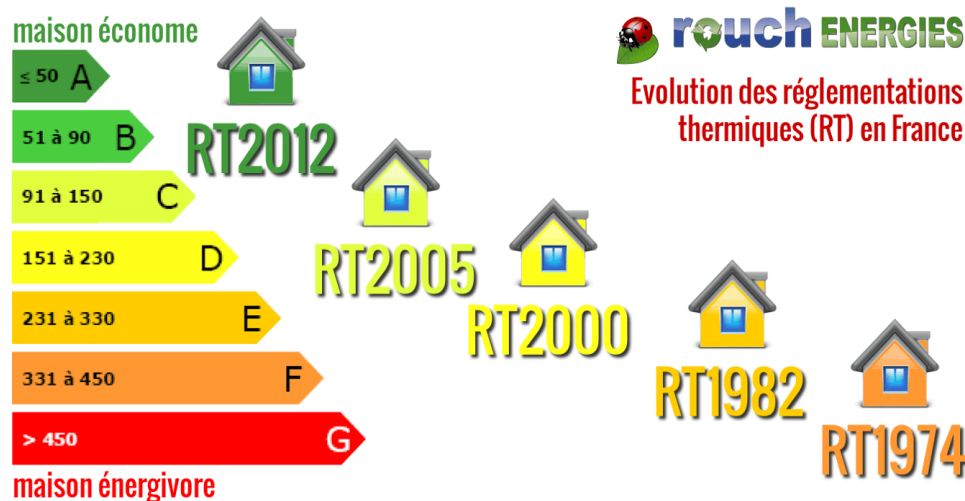 maison économe
≤ 50 A
51 à 90 B
91 à 150 C
151 à 230 D
231 à 330 E
331 à 450 F
> 450 G
maison énergivore
RT2012
RT2005
RT2000
RT1982
RT1974
rouch ENERGIES
Evolution des réglementations
thermiques (RT) en France